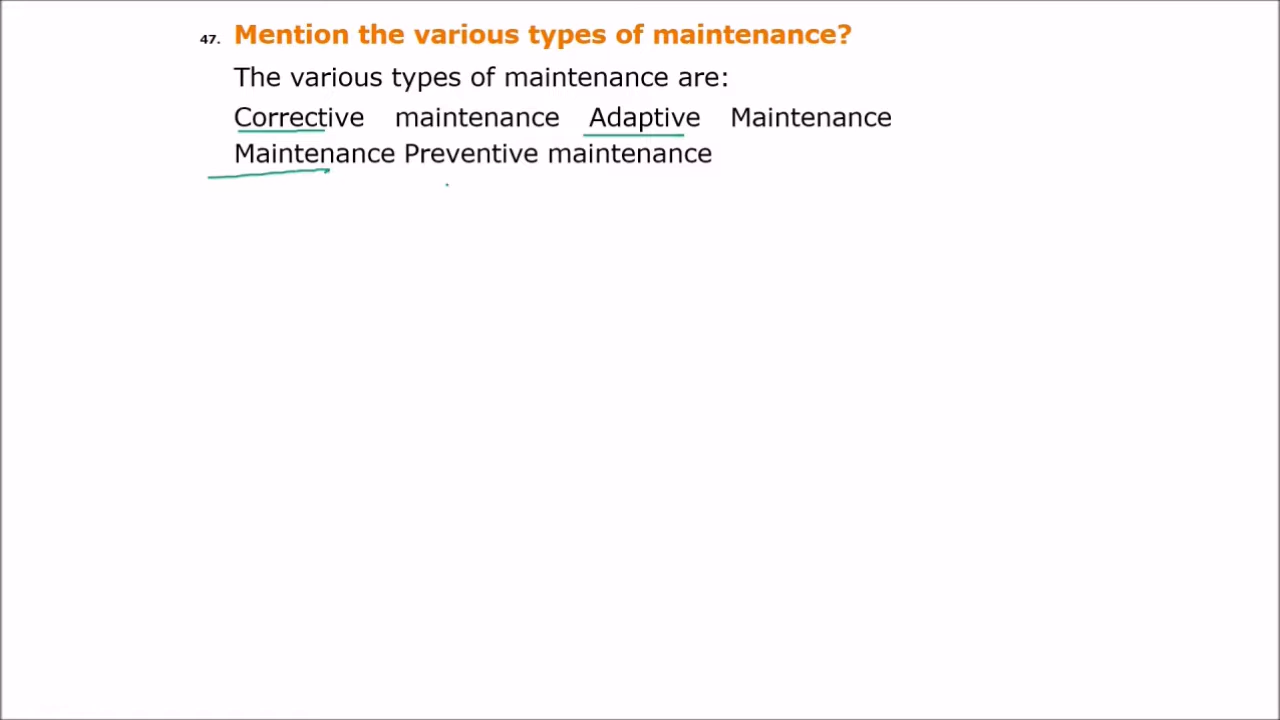 47. Mention the various types of maintenance?
The various types of maintenance are:
Corrective maintenance Adaptive Maintenance
Maintenance Preventive maintenance